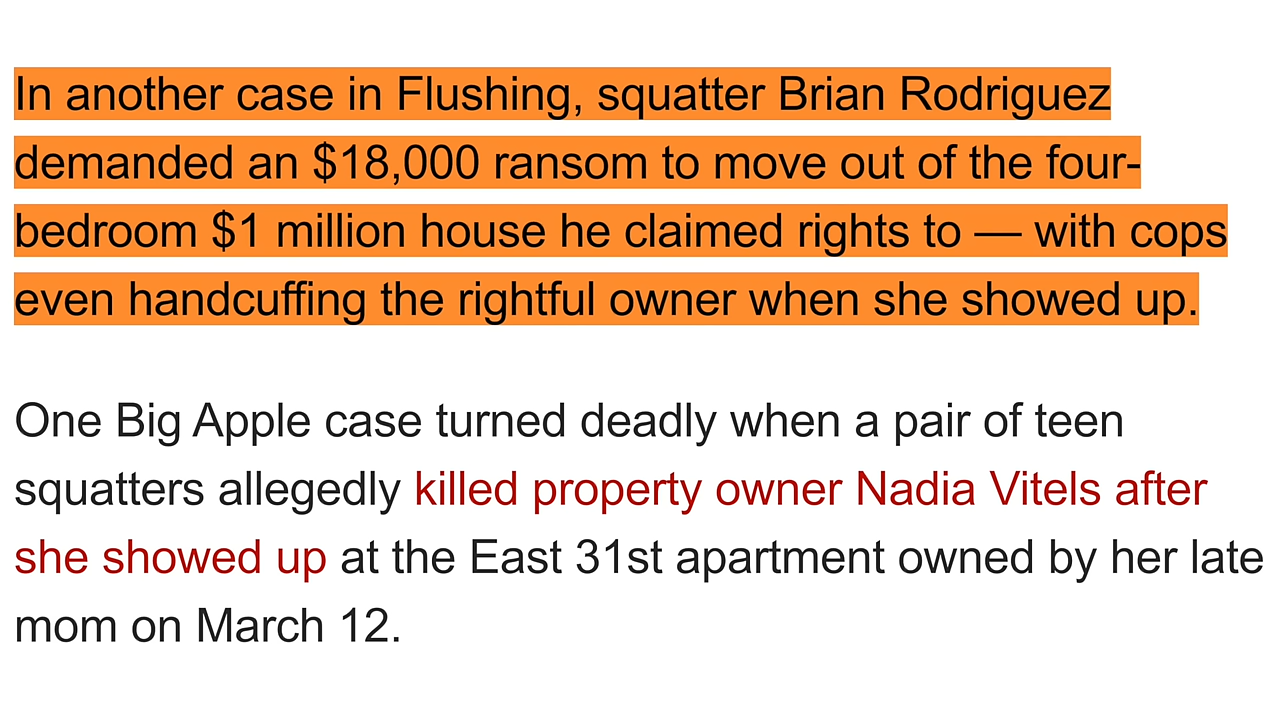 In another case in Flushing, squatter Brian Rodriguez
demanded an $18,000 ransom to move out of the four-
bedroom $1 million house he claimed rights to — with cops
even handcuffing the rightful owner when she showed up.
One Big Apple case turned deadly when a pair of teen
squatters allegedly killed property owner Nadia Vitels after
she showed up at the East 31st apartment owned by her late
mom on March 12.